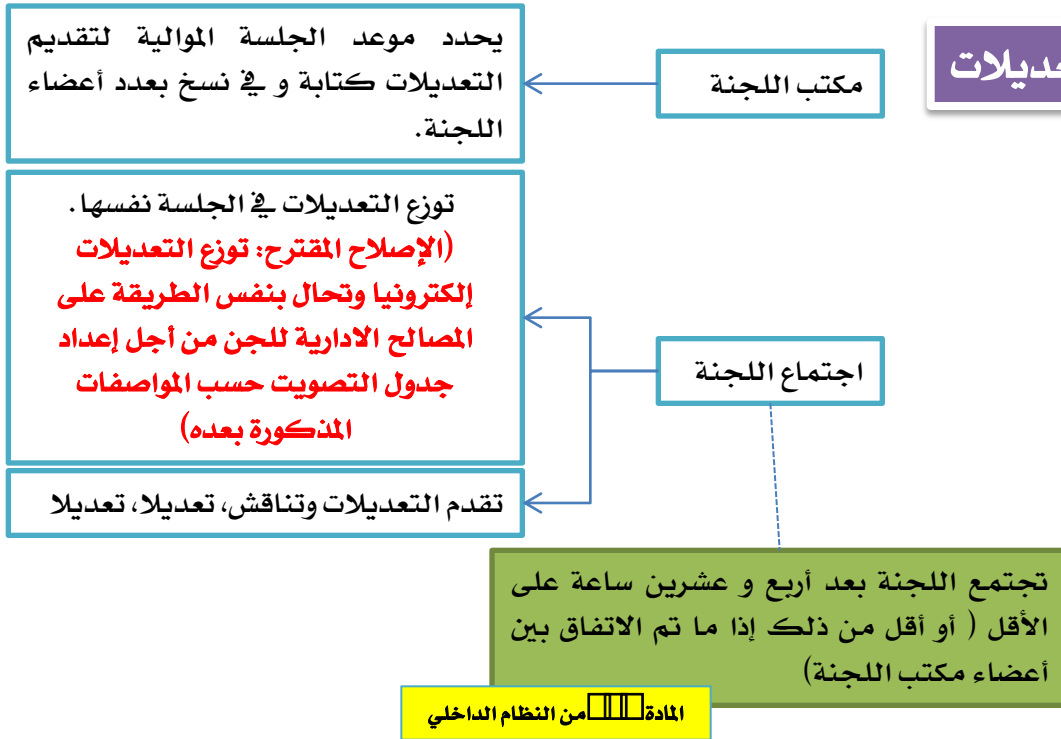 عديلات
مكتب اللجنة
يحدد موعد الجلسة الموالية لتقديم
التعديلات كتابة و في نسخ بعدد أعضاء
اللجنة.
اجتماع اللجنة
توزع التعديلات في الجلسة نفسها.
(الإصلاح المقترح: توزع التعديلات
إلكترونيا وتحال بنفس الطريقة على
المصالح الادارية للجن من أجل إعداد
جدول التصويت حسب المواصفات
المذكورة بعده)
تقدم التعديلات وتناقش، تعديلا، تعديلا
تجتمع اللجنة بعد أربع و عشرين ساعة على
الأقل ( أو أقل من ذلك إذا ما تم الاتفاق بين
أعضاء مكتب اللجنة)
المادة من النظام الداخلي